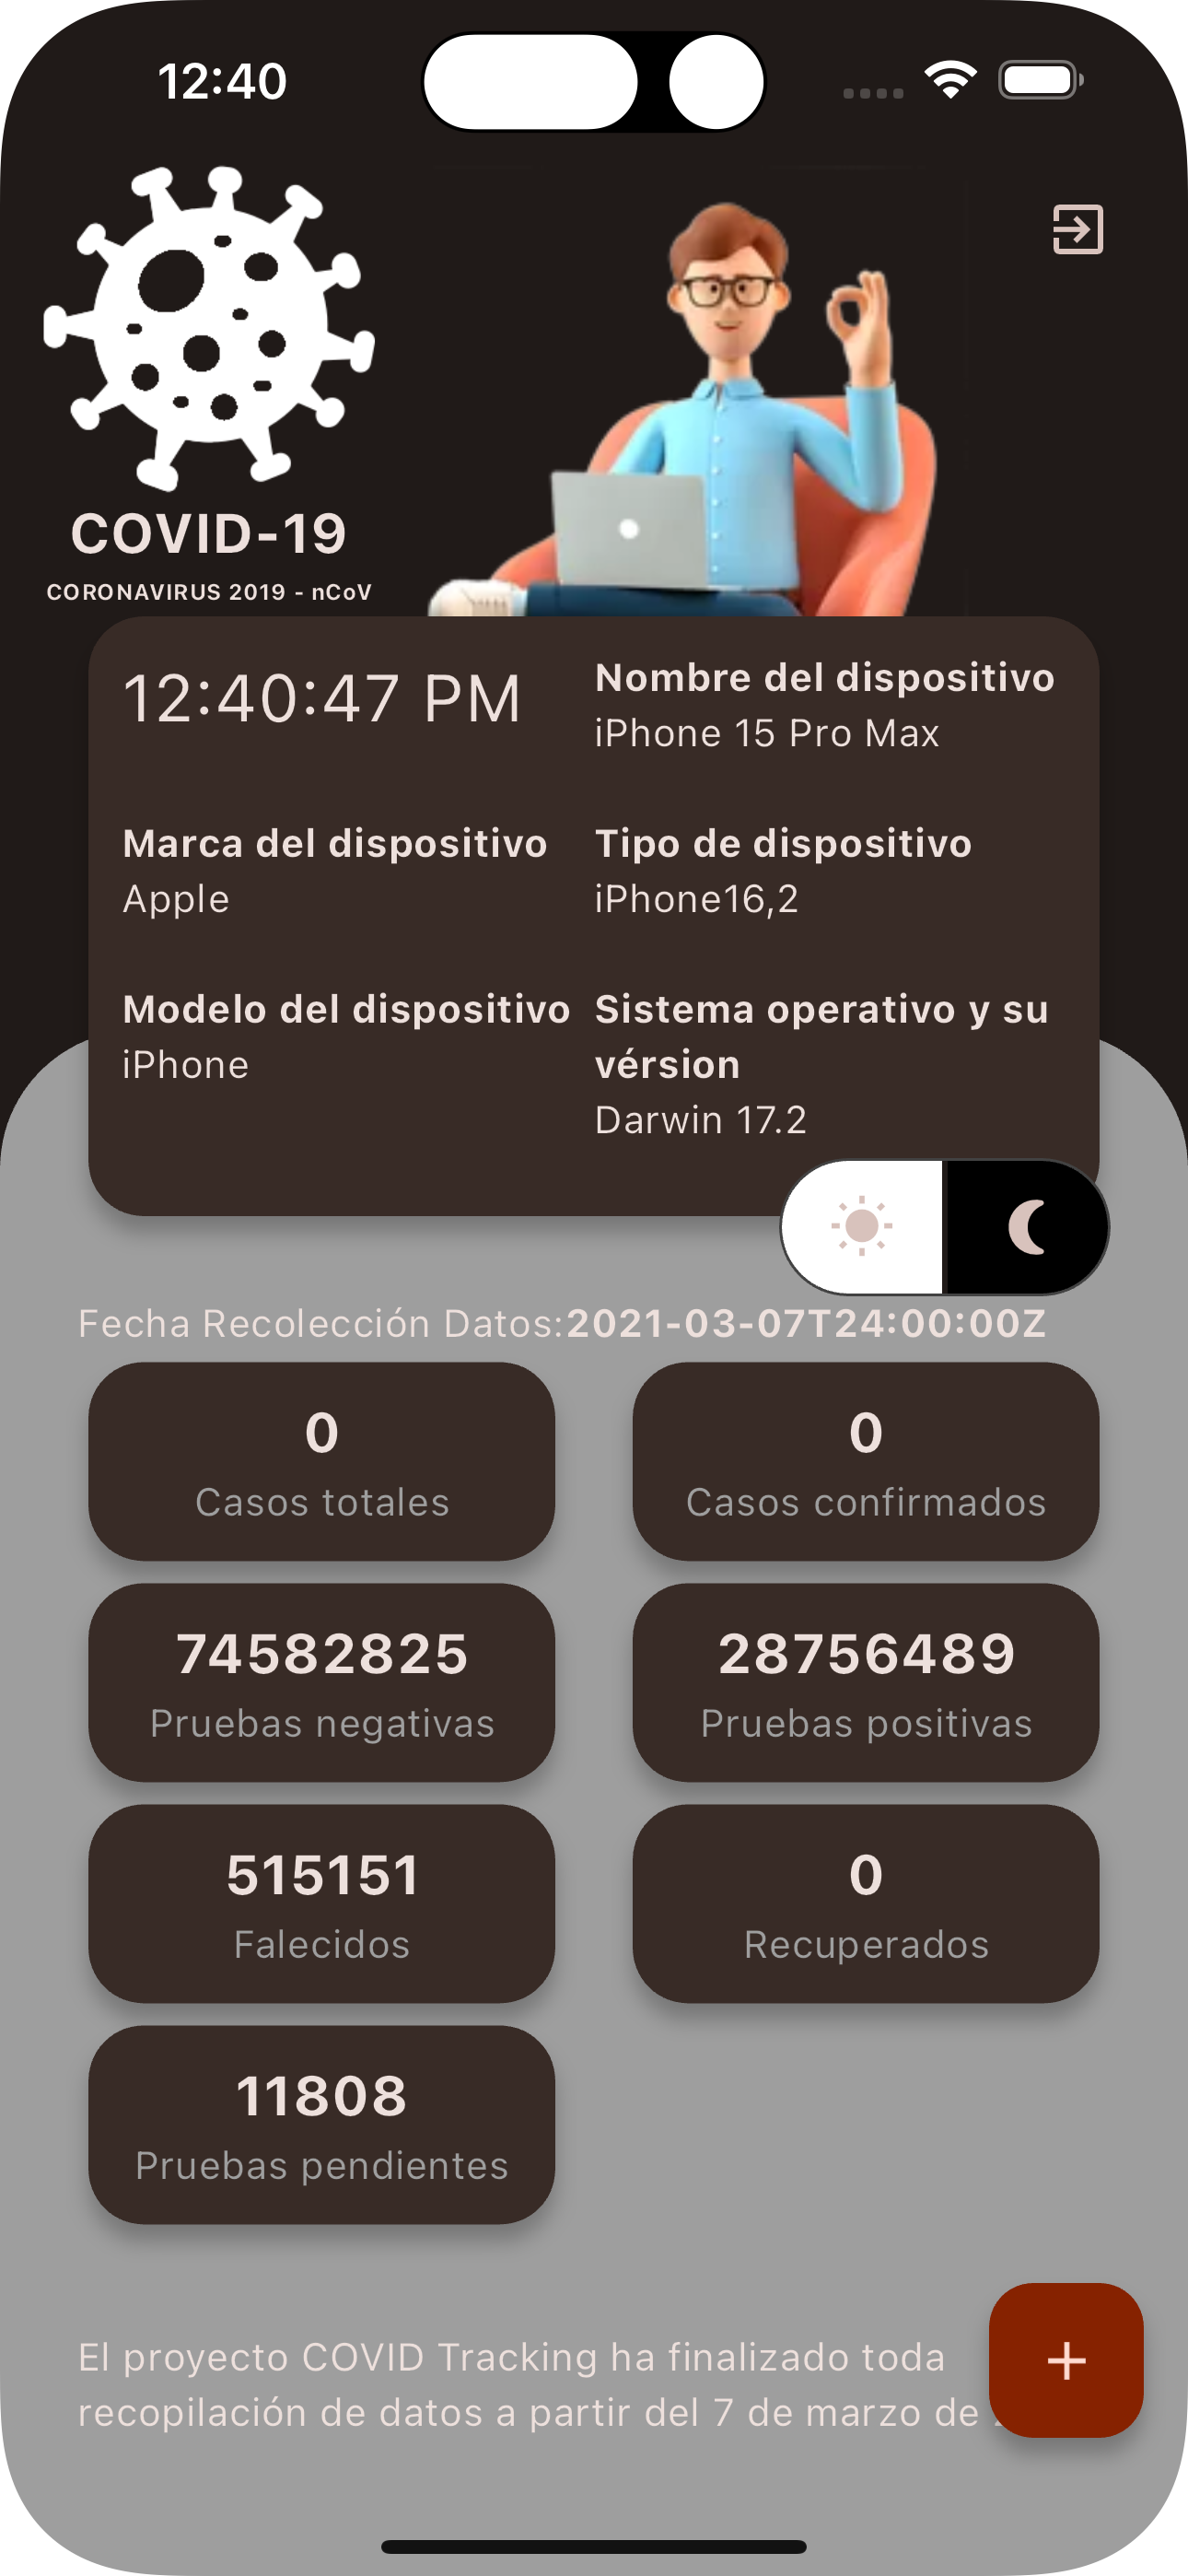 12:40
COVID-19
CORONAVIRUS 2019 - nCoV
12:40:47 PM
Nombre del dispositivo
iPhone 15 Pro Max
Marca del dispositivo
Apple
Tipo de dispositivo
iPhone16,2
Modelo del dispositivo
iPhone
Sistema operativo y su
vérsion
Darwin 17.2
Fecha Recolección Datos:2021-03-07T24:00:00Z
0
Casos totales
0
Casos confirmados
74582825
Pruebas negativas
28756489
Pruebas positivas
515151
Falecidos
0
Recuperados
11808
Pruebas pendientes
El proyecto COVID Tracking ha finalizado toda
recopilación de datos a partir del 7 de marzo de